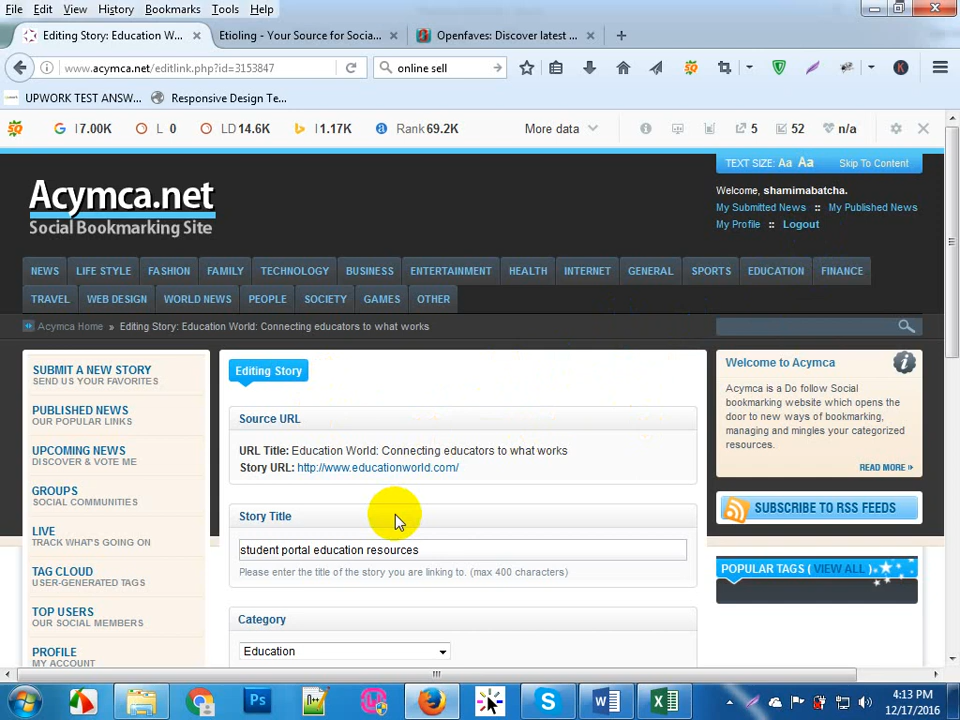 File Edit View History Bookmarks Tools Help
Editing Story: Education W... Etioling - Your Source for Socia... Openfaves: Discover latest ...
www.acymca.net/editlink.php?id=3153847 online sell
UPWORK TEST ANSW... Responsive Design Te...
I 7.00K L 0 LD 14.6K I 1.17K Rank 69.2K More data 5 52 n/a
TEXT SIZE: Aa Aa Skip To Content
Acymca.net
Social Bookmarking Site
Welcome, shamimabatcha.
My Submitted News :: My Published News
My Profile :: Logout
NEWS LIFE STYLE FASHION FAMILY TECHNOLOGY BUSINESS ENTERTAINMENT HEALTH INTERNET GENERAL SPORTS EDUCATION FINANCE
TRAVEL WEB DESIGN WORLD NEWS PEOPLE SOCIETY GAMES OTHER
Acymca Home » Editing Story: Education World: Connecting educators to what works
SUBMIT A NEW STORY
SEND US YOUR FAVORITES
PUBLISHED NEWS
OUR POPULAR LINKS
UPCOMING NEWS
DISCOVER & VOTE ME
GROUPS
SOCIAL COMMUNITIES
LIVE
TRACK WHAT'S GOING ON
TAG CLOUD
USER-GENERATED TAGS
TOP USERS
OUR SOCIAL MEMBERS
PROFILE
MY ACCOUNT
Editing Story
Source URL
URL Title: Education World: Connecting educators to what works
Story URL: http://www.educationworld.com/
Story Title
student portal education resources
Please enter the title of the story you are linking to. (max 400 characters)
Category
Education
Welcome to Acymca
Acymca is a Do follow Social
bookmarking website which opens the
door to new ways of bookmarking,
managing and mingles your categorized
resources.
READ MORE
SUBSCRIBE TO RSS FEEDS
POPULAR TAGS ( VIEW ALL )
4:13 PM
12/17/2016